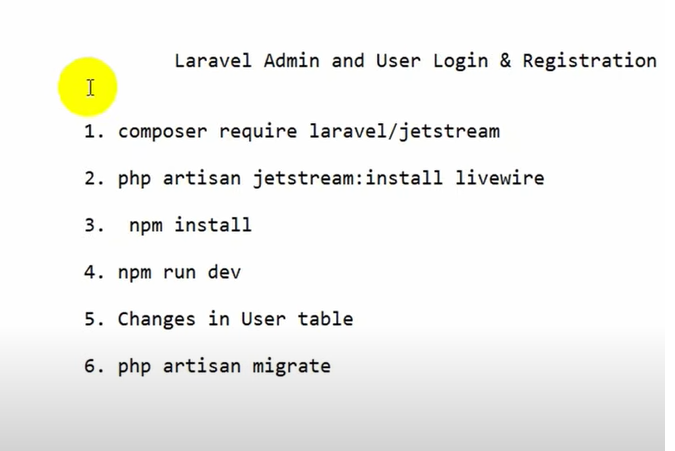 Laravel Admin and User Login & Registration
1. composer require laravel/jetstream
2. php artisan jetstream:install livewire
3. npm install
4. npm run dev
5. Changes in User table
6. php artisan migrate